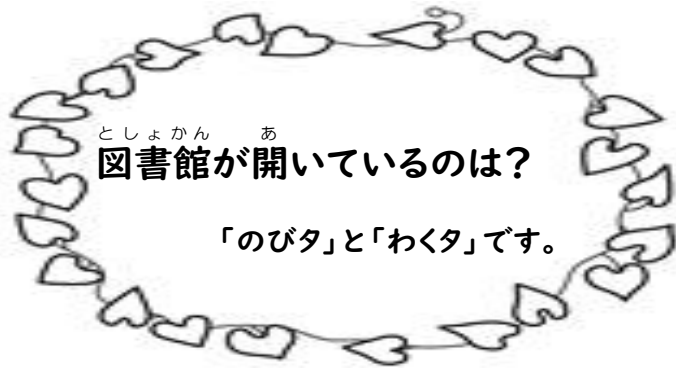 としょかん あ
図書館が開いているのは？
「のびタ」と「わくタ」です。